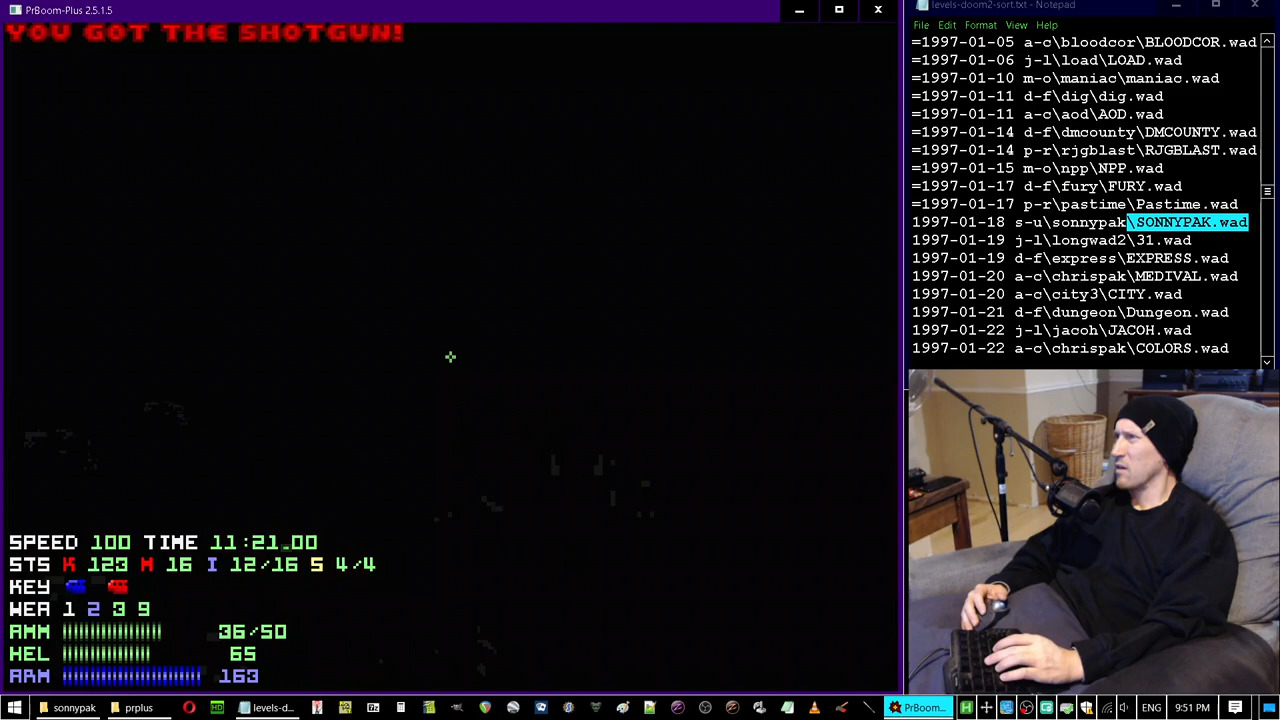 PrBoom-Plus 2.5.1.5
YOU GOT THE SHOTGUN!
SPEED 100 TIME 11:21.00
STS K 123 M 16 I 12/16 S 4/4
KEY
WEA 1 2 3 9
AMM 36/50
HEL 65
ARM 163
levels-doom2-sort.txt - Notepad
File Edit Format View Help
=1997-01-05 a-c\bloodcor\BLOODCOR.wad
=1997-01-06 j-l\load\LOAD.wad
=1997-01-10 m-o\maniac\maniac.wad
=1997-01-11 d-f\dig\dig.wad
=1997-01-11 a-c\aod\AOD.wad
=1997-01-14 d-f\dmcounty\DMCOUNTY.wad
=1997-01-14 p-r\rjgblast\RJGBLAST.wad
=1997-01-15 m-o\npp\NPP.wad
=1997-01-17 d-f\fury\FURY.wad
=1997-01-17 p-r\pastime\Pastime.wad
1997-01-18 s-u\sonnypak\SONNYPAK.wad
1997-01-19 j-l\longwad2\31.wad
1997-01-19 d-f\express\EXPRESS.wad
1997-01-20 a-c\chrispak\MEDIVAL.wad
1997-01-20 a-c\city3\CITY.wad
1997-01-21 d-f\dungeon\Dungeon.wad
1997-01-22 j-l\jacoh\JACOH.wad
1997-01-22 a-c\chrispak\COLORS.wad
sonnypak prplus levels-d... PrBoom... 9:51 PM